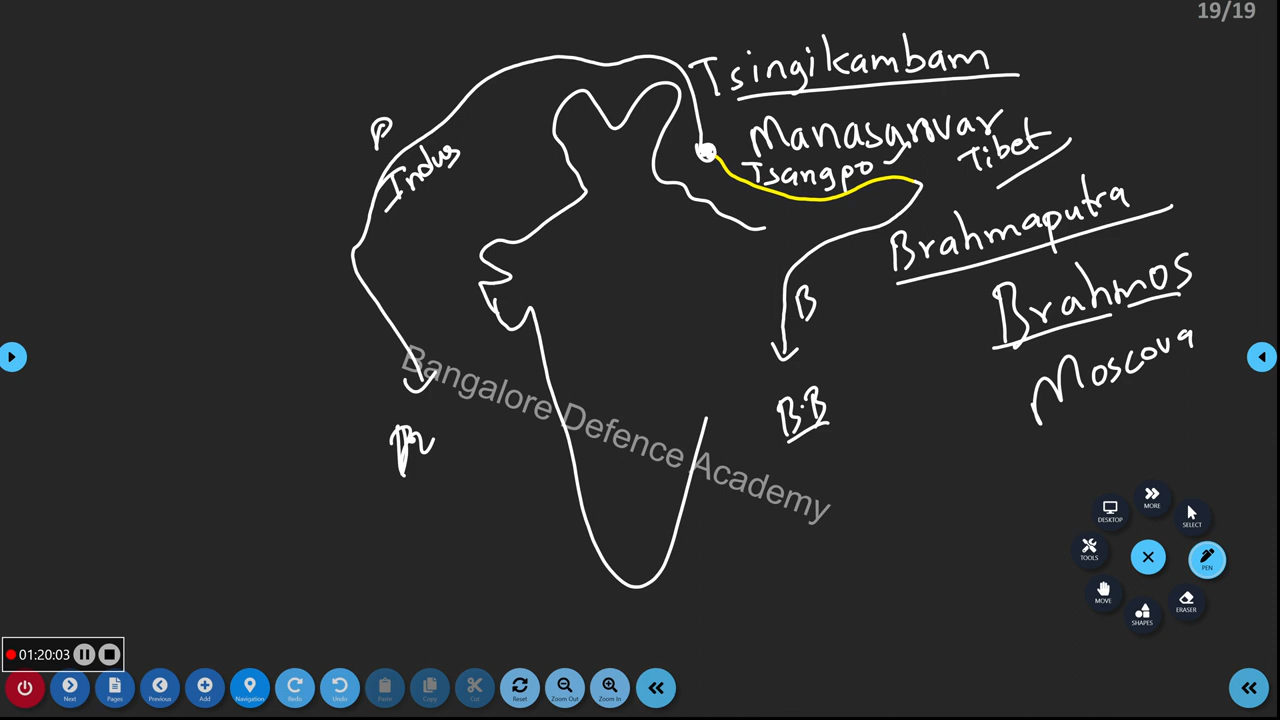 19/19
Tsingikambam
Manasarovar
Tsangpo
Tibet
P
Indus
Brahmaputra
B
Brahmos
Moscova
B.B
Bangalore Defence Academy
DESKTOP
MORE
SELECT
TOOLS
PEN
MOVE
SHAPES
ERASER
01:20:03
Next
Pages
Previous
Add
Navigation
Redo
Undo
Paste
Copy
Cut
Reset
Zoom Out
Zoom In